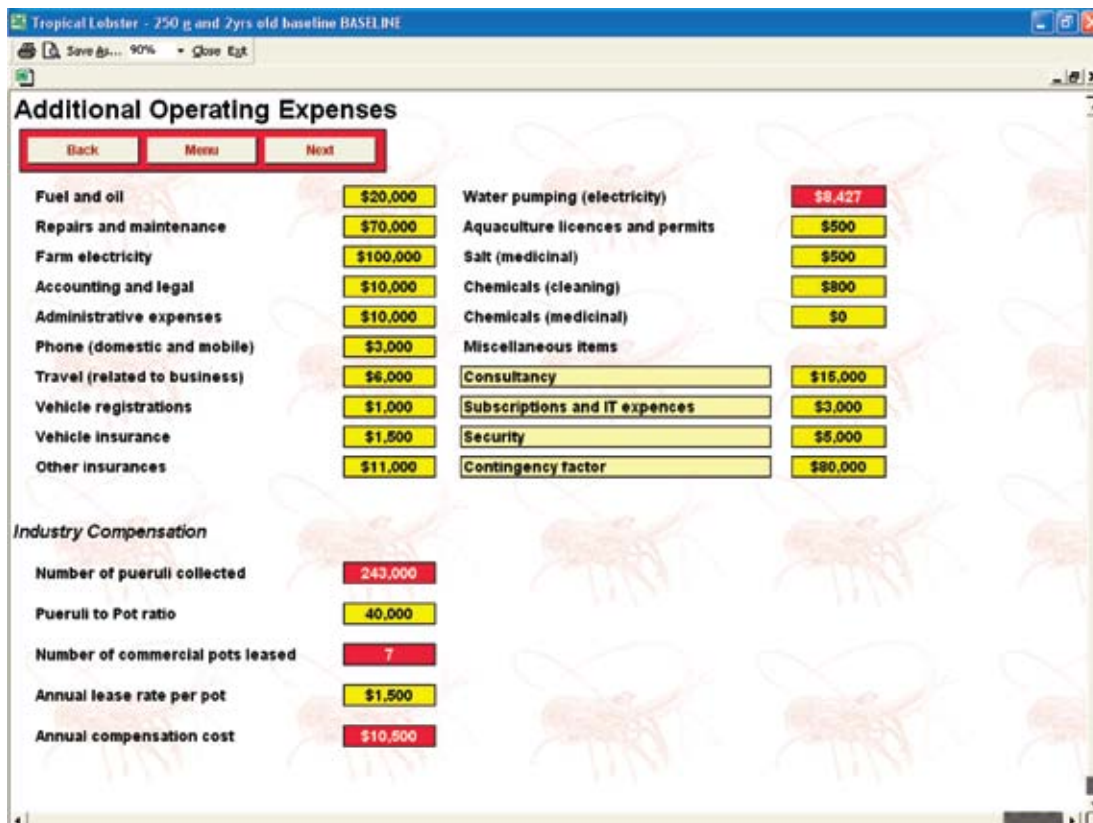 Tropical Lobster - 250 g and 2yrs old baseline BASELINE
Save As... 90% Close Exit
Additional Operating Expenses
Back Menu Next
Fuel and oil $20,000 Water pumping (electricity) $8,427
Repairs and maintenance $70,000 Aquaculture licences and permits $500
Farm electricity $100,000 Salt (medicinal) $500
Accounting and legal $10,000 Chemicals (cleaning) $800
Administrative expenses $10,000 Chemicals (medicinal) $0
Phone (domestic and mobile) $3,000 Miscellaneous items
Travel (related to business) $6,000 Consultancy $15,000
Vehicle registrations $1,000 Subscriptions and IT expences $3,000
Vehicle insurance $1,500 Security $5,000
Other insurances $11,000 Contingency factor $80,000
Industry Compensation
Number of pueruli collected 243,000
Pueruli to Pot ratio 40,000
Number of commercial pots leased 7
Annual lease rate per pot $1,500
Annual compensation cost $10,500